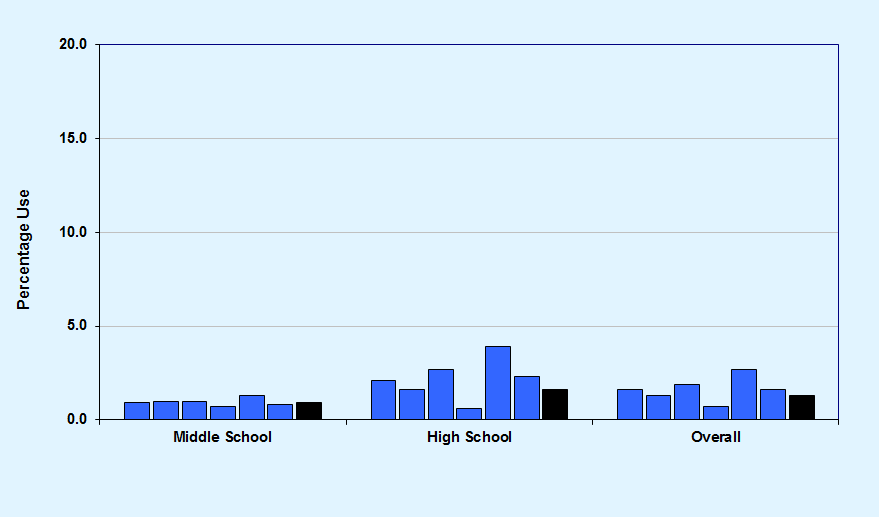 20.0
15.0
10.0
5.0
0.0
Percentage Use
Middle School
High School
Overall